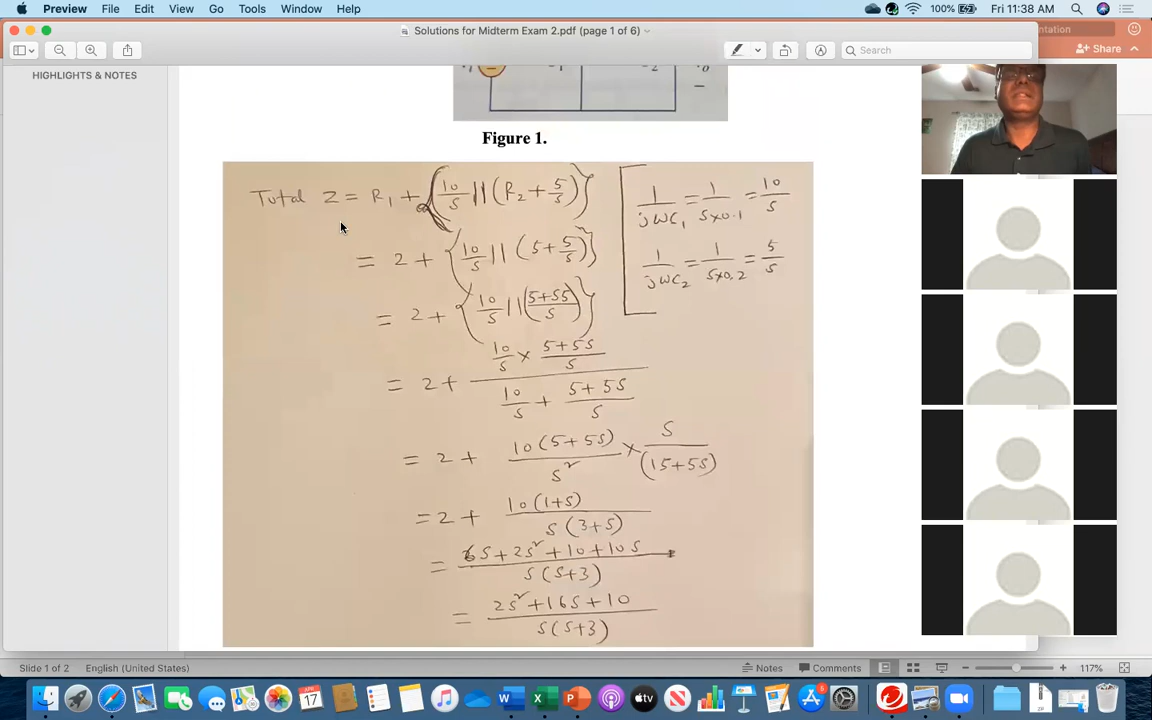 Preview File Edit View Go Tools Window Help 100% Fri 11:38 AM
Solutions for Midterm Exam 2.pdf (page 1 of 6)
Search
Share
HIGHLIGHTS & NOTES
Figure 1.
Total Z = R₁ + {10/s || (R₂ + 5/s)}
1/jωC₁ = 1/s×0.1 = 10/s
= 2 + {10/s || (5 + 5/s)}
1/jωC₂ = 1/s×0.2 = 5/s
= 2 + {10/s || (5+5s/s)}
= 2 + (10/s × 5+5s/s)/(10/s + 5+5s/s)
= 2 + 10(5+5s)/s² × s/(15+5s)
= 2 + 10(1+s)/s(3+s)
= 6s+2s²+10+10s/s(s+3)
= 2s²+16s+10/s(s+3)
Slide 1 of 2 English (United States) Notes Comments 117%
APR 17
tv